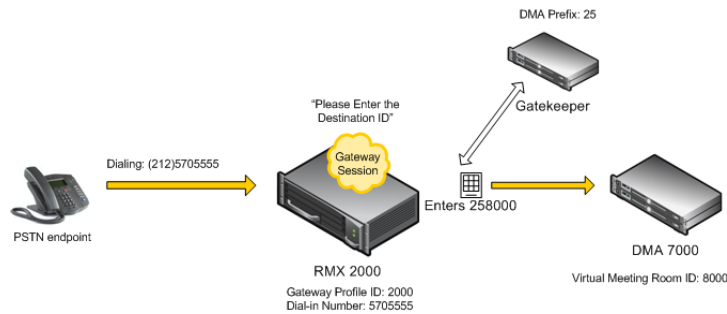 DMA Prefix: 25
Gatekeeper
"Please Enter the
Destination ID"
Gateway
Session
Dialing: (212)5705555
Enters 258000
PSTN endpoint
RMX 2000
Gateway Profile ID: 2000
Dial-in Number: 5705555
DMA 7000
Virtual Meeting Room ID: 8000